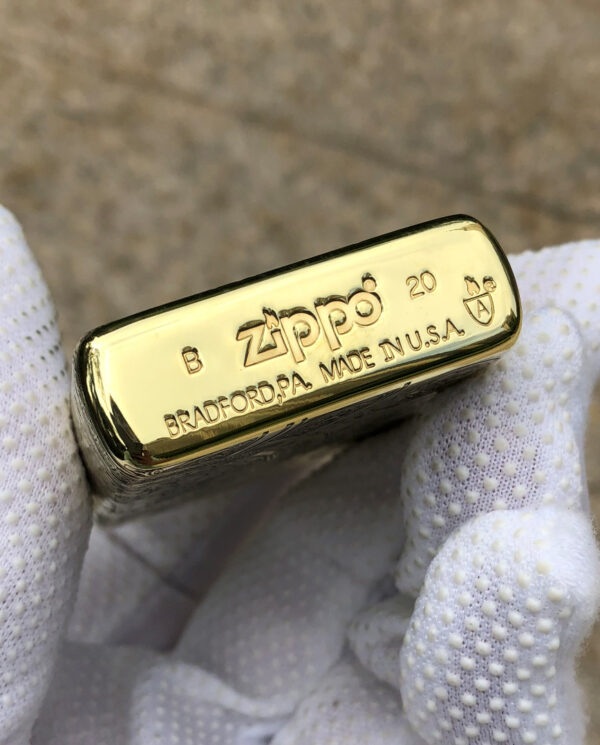 B Zippo 20 A
BRADFORD,PA. MADE IN U.S.A.